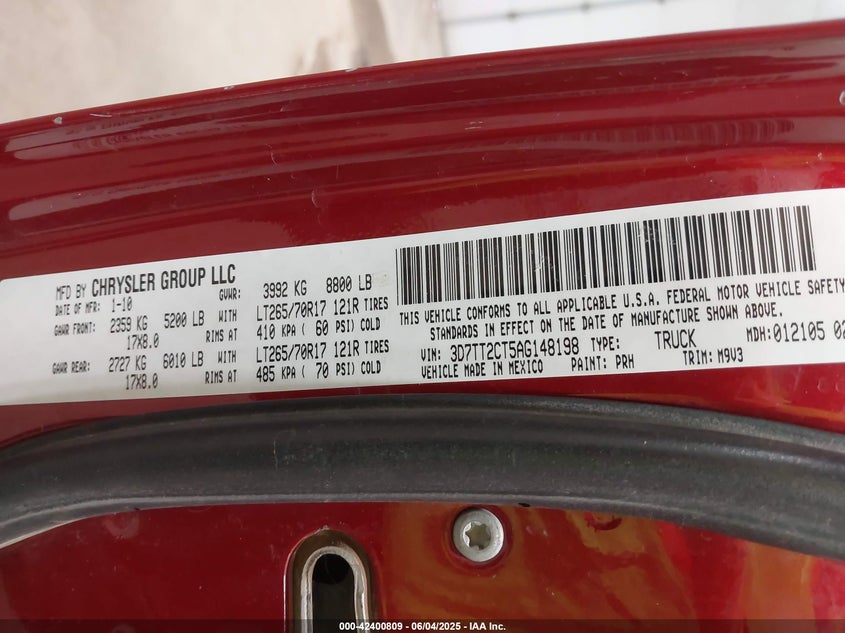 MFD BY CHRYSLER GROUP LLC
DATE OF MFR: 1-10 GVWR: 3992 KG 8800 LB
GAWR FRONT: 2359 KG 5200 LB WITH LT265/70R17 121R TIRES
17X8.0 RIMS AT 410 KPA ( 60 PSI) COLD
GAWR REAR: 2727 KG 6010 LB WITH LT265/70R17 121R TIRES
17X8.0 RIMS AT 485 KPA ( 70 PSI) COLD
THIS VEHICLE CONFORMS TO ALL APPLICABLE U.S.A. FEDERAL MOTOR VEHICLE SAFETY
STANDARDS IN EFFECT ON THE DATE OF MANUFACTURE SHOWN ABOVE.
VIN: 3D7TT2CT5AG148198 TYPE: TRUCK MDH: 012105 02
VEHICLE MADE IN MEXICO PAINT: PRH TRIM: M9V3
000-42400809 - 06/04/2025 - IAA Inc.